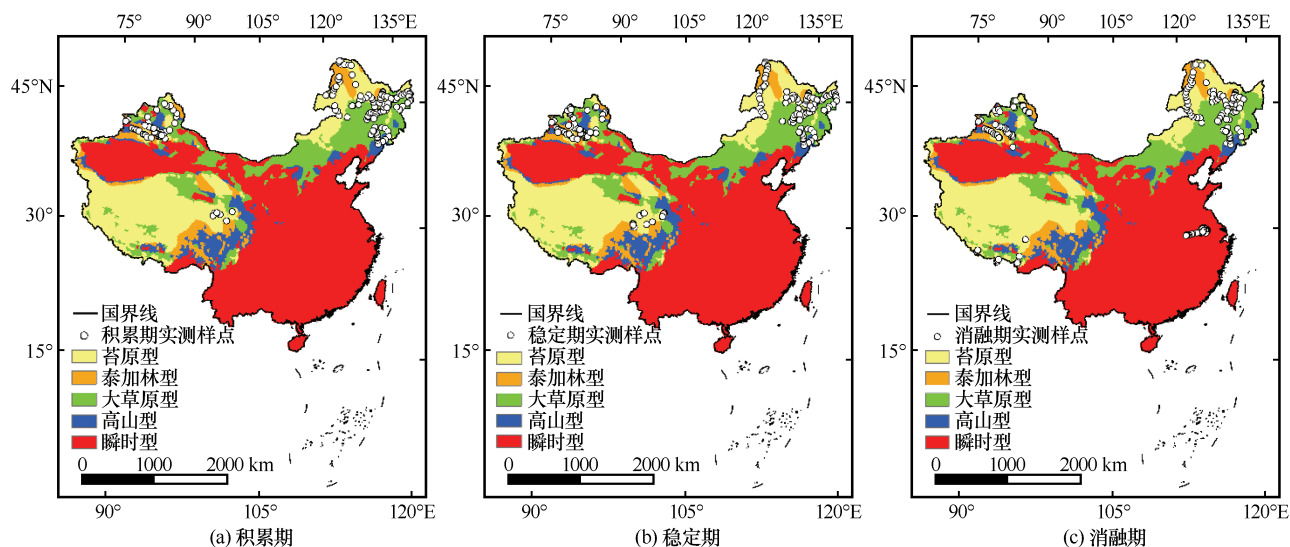 75° 90° 105° 120° 135°E
45°N
30°
15°
国界线
积累期实测样点
苔原型
泰加林型
大草原型
高山型
瞬时型
0 1000 2000 km
90° 105° 120°E
(a) 积累期
75° 90° 105° 120° 135°E
45°N
30°
15°
国界线
稳定期实测样点
苔原型
泰加林型
大草原型
高山型
瞬时型
0 1000 2000 km
90° 105° 120°E
(b) 稳定期
75° 90° 105° 120° 135°E
45°N
30°
15°
国界线
消融期实测样点
苔原型
泰加林型
大草原型
高山型
瞬时型
0 1000 2000 km
90° 105° 120°E
(c) 消融期